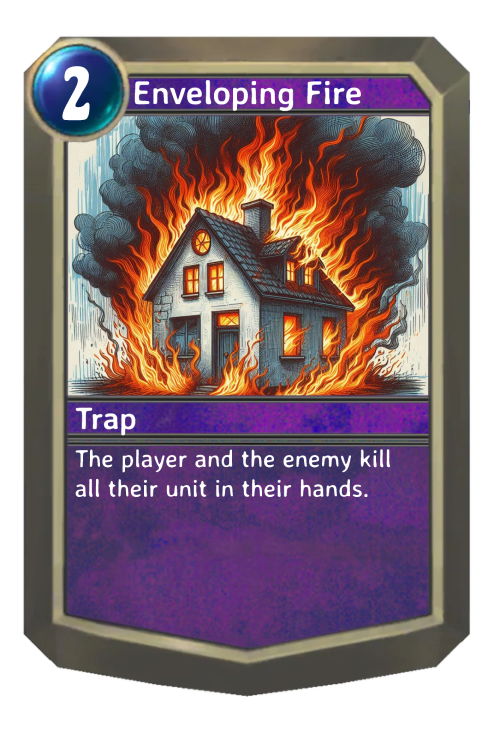 2
Enveloping Fire
Trap
The player and the enemy kill
all their unit in their hands.